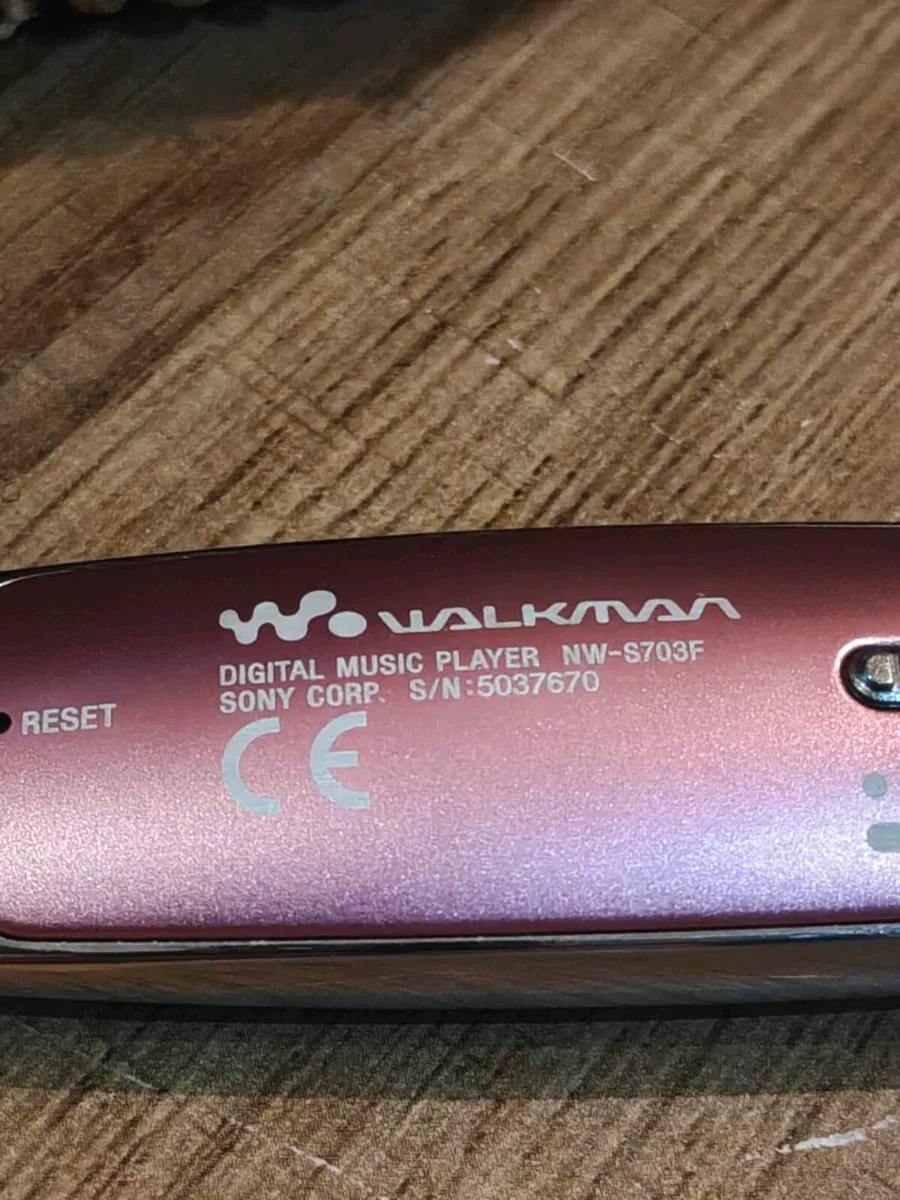 WALKMAN
DIGITAL MUSIC PLAYER NW-S703F
SONY CORP. S/N:5037670
RESET
CE